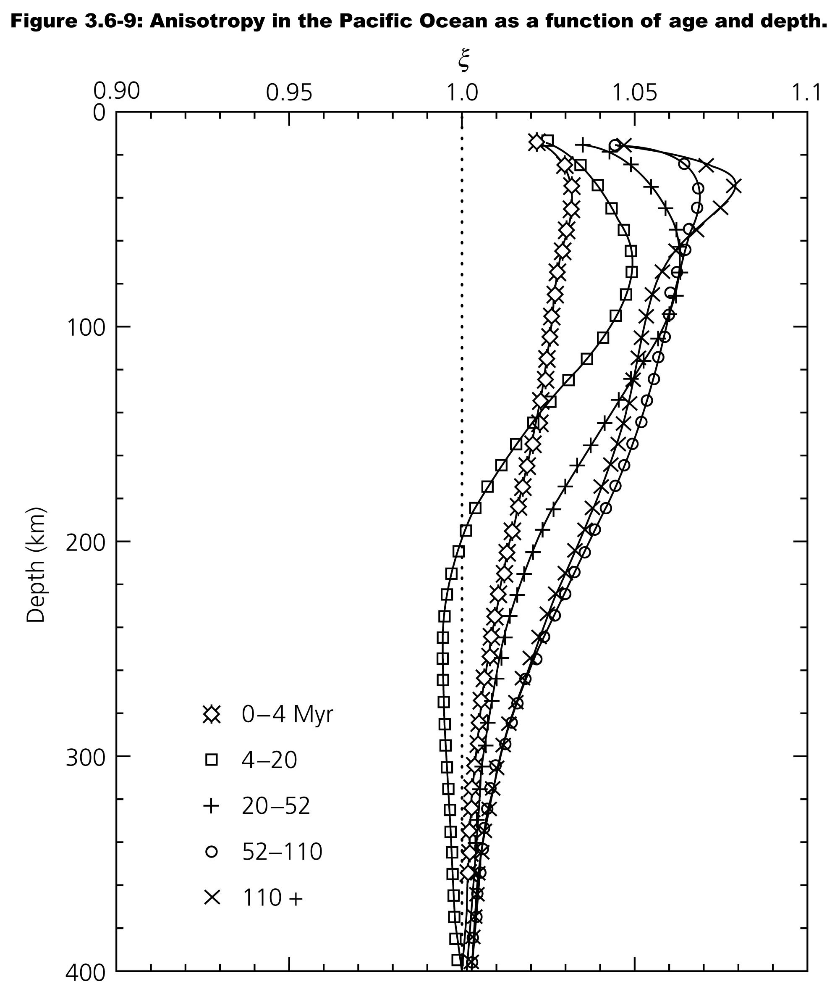 Figure 3.6-9: Anisotropy in the Pacific Ocean as a function of age and depth.
ξ
0.90 0.95 1.0 1.05 1.1
0
100
200
300
400
Depth (km)
0–4 Myr
4–20
20–52
52–110
110 +